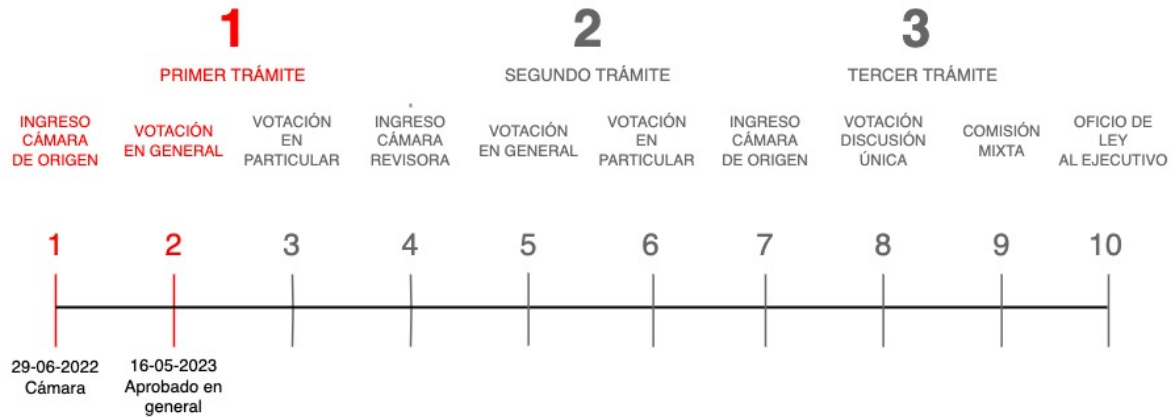 1
2
3
PRIMER TRÁMITE
SEGUNDO TRÁMITE
TERCER TRÁMITE
INGRESO
CÁMARA
DE ORIGEN
VOTACIÓN
EN GENERAL
VOTACIÓN
EN
PARTICULAR
INGRESO
CÁMARA
REVISORA
VOTACIÓN
EN GENERAL
VOTACIÓN
EN
PARTICULAR
INGRESO
CÁMARA
DE ORIGEN
VOTACIÓN
DISCUSIÓN
ÚNICA
COMISIÓN
MIXTA
OFICIO DE
LEY
AL EJECUTIVO
1
2
3
4
5
6
7
8
9
10
29-06-2022
Cámara
16-05-2023
Aprobado en
general